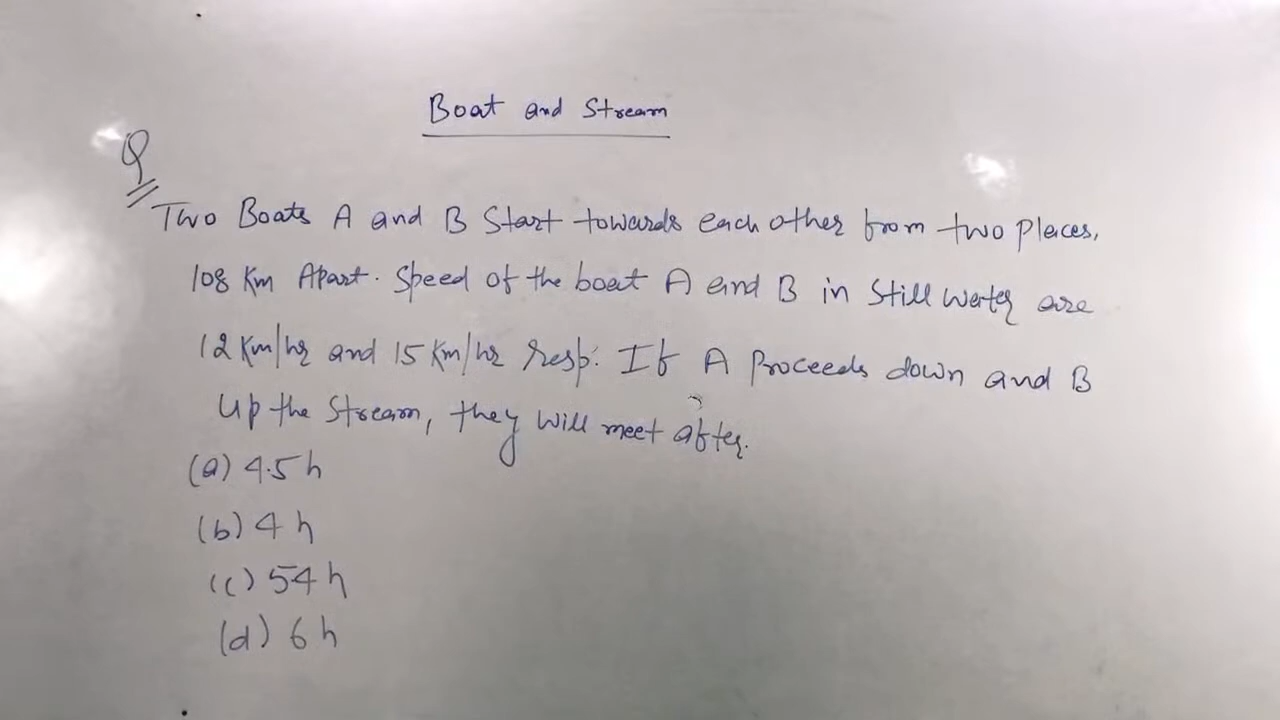 Boat and Stream
Q
Two Boats A and B Start towards each other from two places,
108 Km Apart. Speed of the boat A and B in Still water are
12 Km/hr and 15 Km/hr resp. If A Proceeds down and B
Up the Stream, they will meet after.
(a) 4.5 h
(b) 4 h
(c) 54 h
(d) 6 h